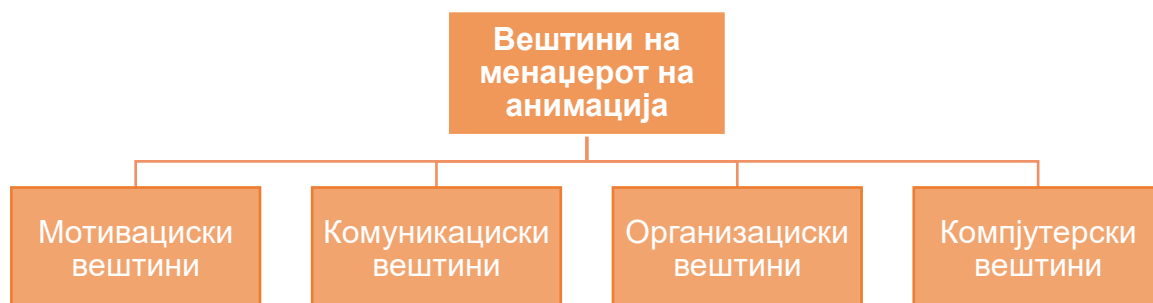 Вештини на
менаџерот на
анимација
Мотивациски
вештини
Комуникациски
вештини
Организациски
вештини
Компјутерски
вештини